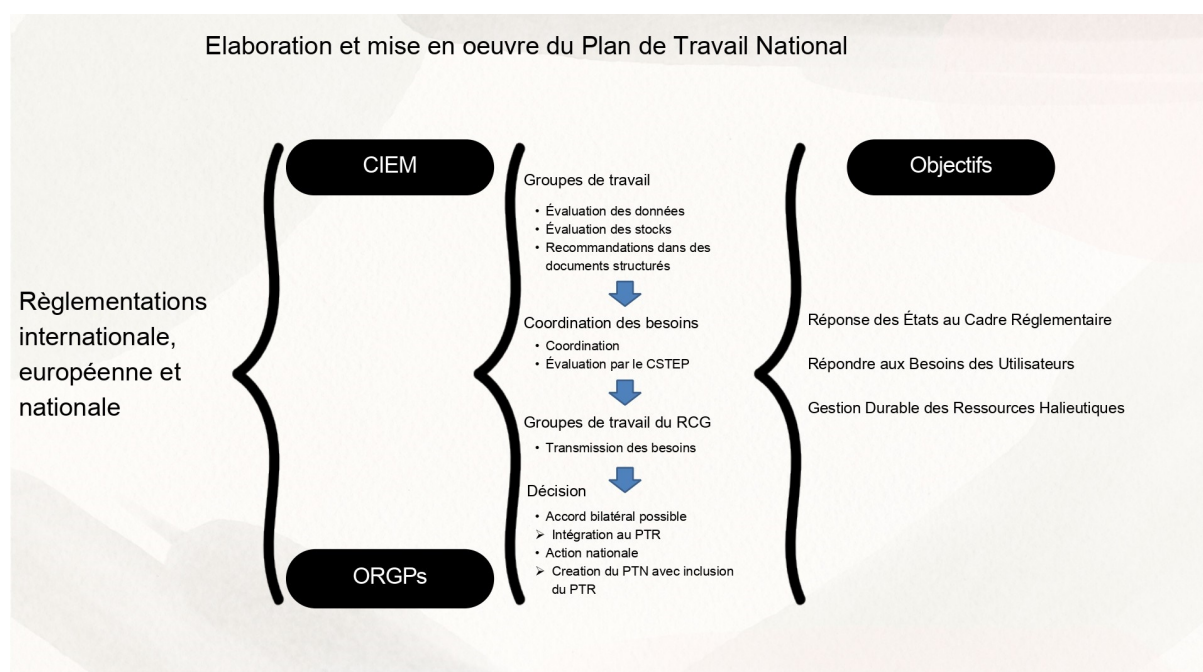 Elaboration et mise en oeuvre du Plan de Travail National
Règlementations
internationale,
européenne et
nationale
CIEM
ORGPs
Groupes de travail
• Évaluation des données
• Évaluation des stocks
• Recommandations dans des
documents structurés
Coordination des besoins
• Coordination
• Évaluation par le CSTEP
Groupes de travail du RCG
• Transmission des besoins
Décision
• Accord bilatéral possible
➢ Intégration au PTR
• Action nationale
➢ Creation du PTN avec inclusion
du PTR
Objectifs
Réponse des États au Cadre Réglementaire
Répondre aux Besoins des Utilisateurs
Gestion Durable des Ressources Halieutiques